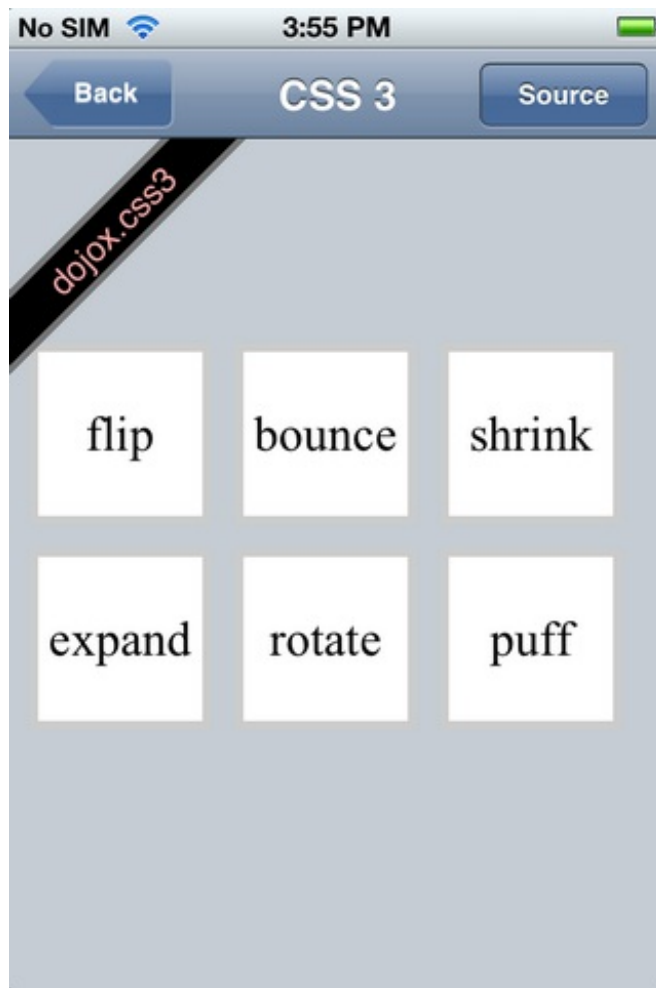 No SIM 3:55 PM
Back CSS 3 Source
dojox.css3
flip bounce shrink
expand rotate puff